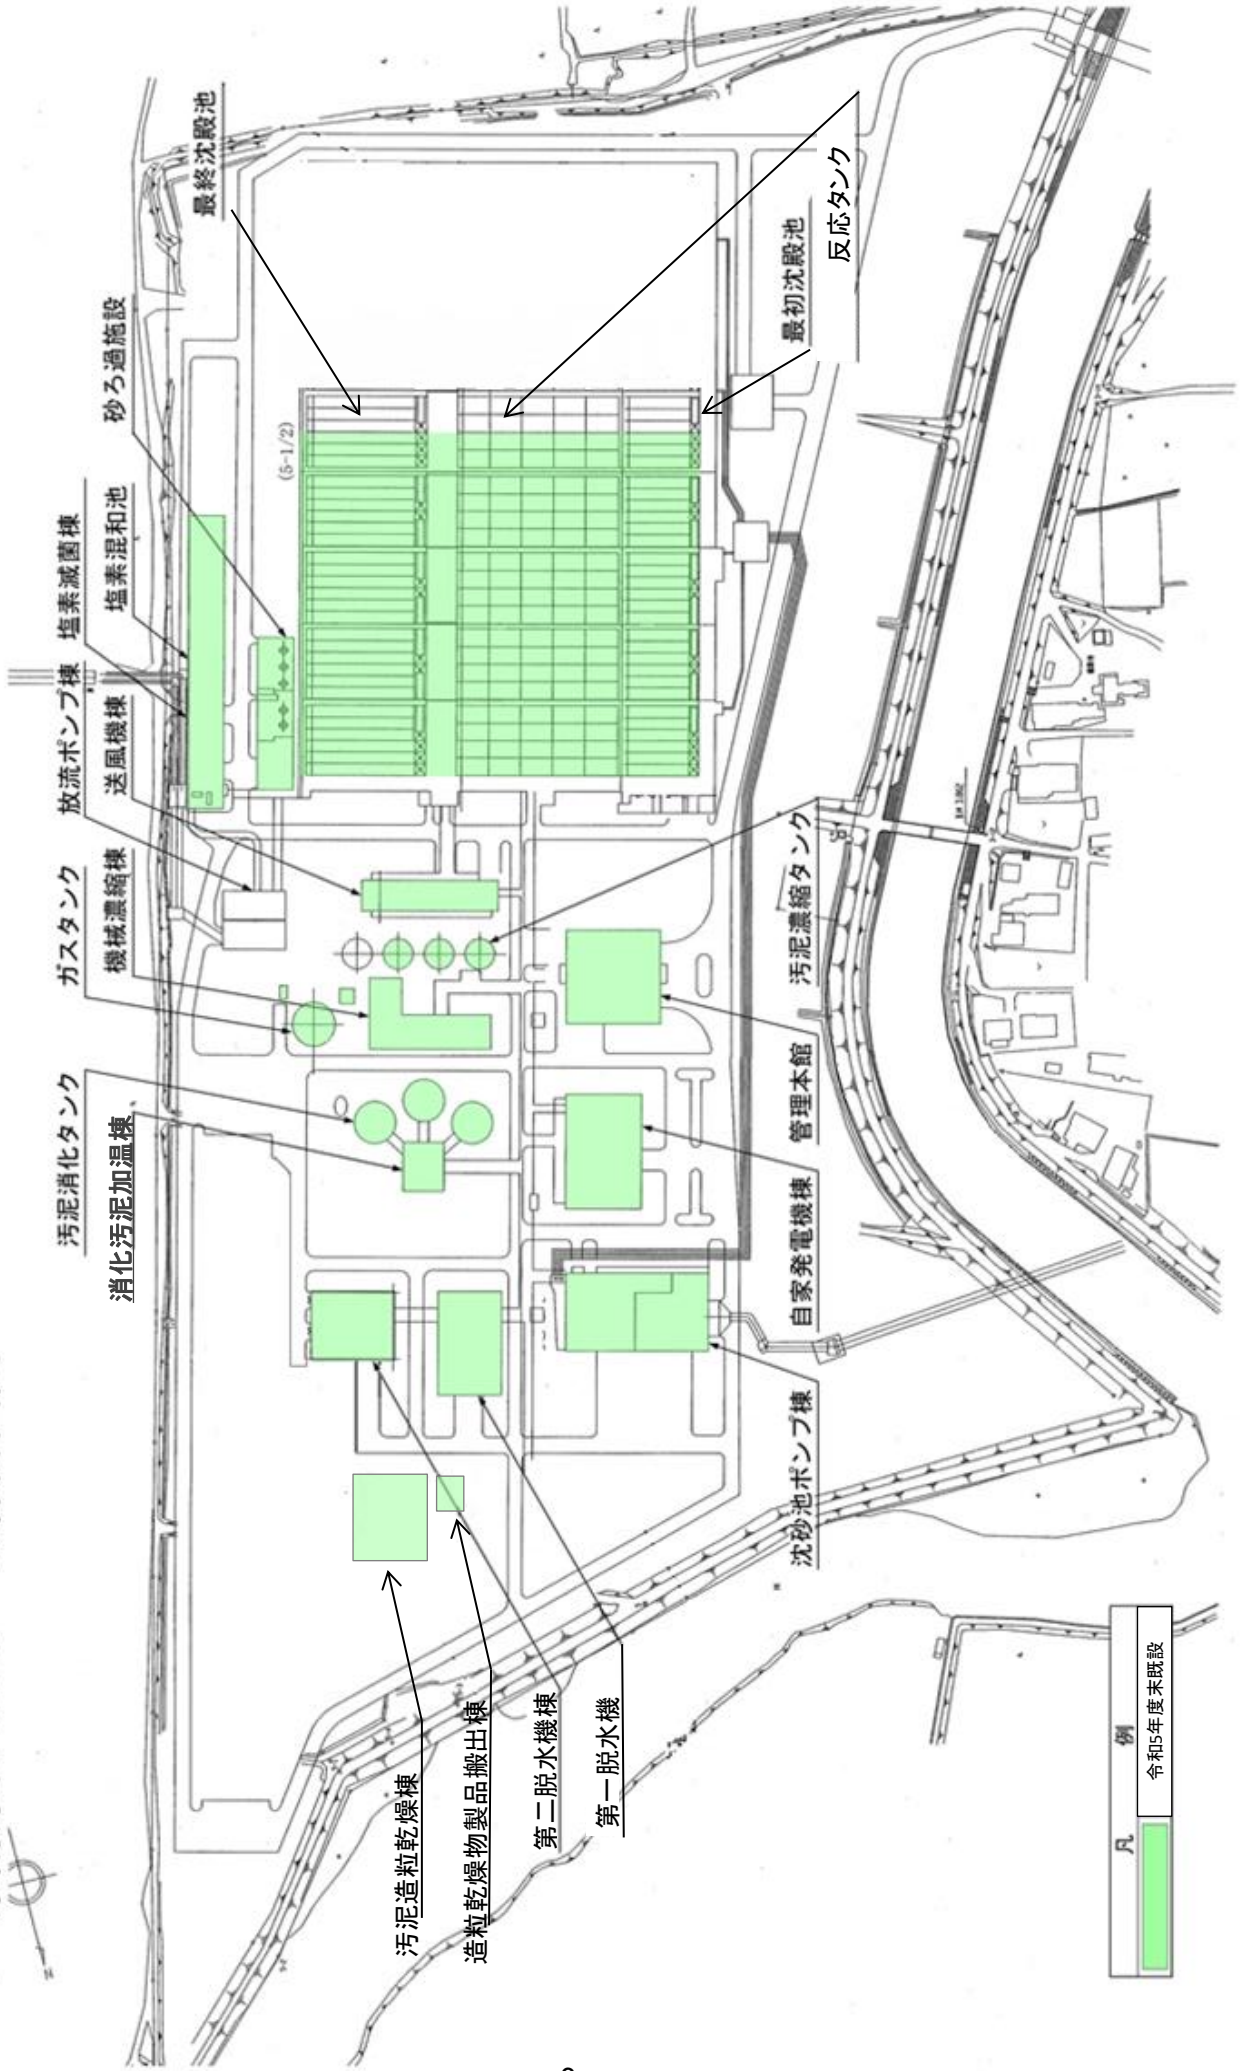 汚泥消化タンク
消化汚泥加温棟
ガスタンク
機械濃縮棟
放流ポンプ棟
送風機棟
塩素滅菌棟
塩素混和池
砂ろ過施設
最終沈殿池
(5-1/2)
反応タンク
最初沈殿池
汚泥濃縮タンク
管理本館
自家発電機棟
沈砂池ポンプ棟
汚泥造粒乾燥棟
造粒乾燥物製品搬出棟
第二脱水機棟
第一脱水機
凡 例
令和5年度末既設